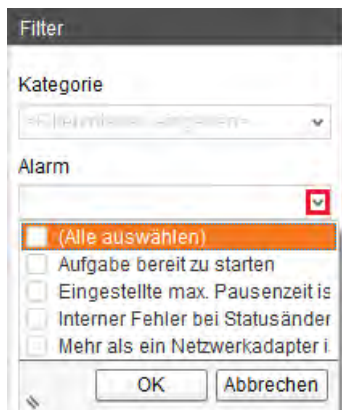 Filter
Kategorie
Alarm
(Alle auswählen)
Aufgabe bereit zu starten
Eingestellte max. Pausenzeit is
Interner Fehler bei Statusänder
Mehr als ein Netzwerkadapter i
OK Abbrechen